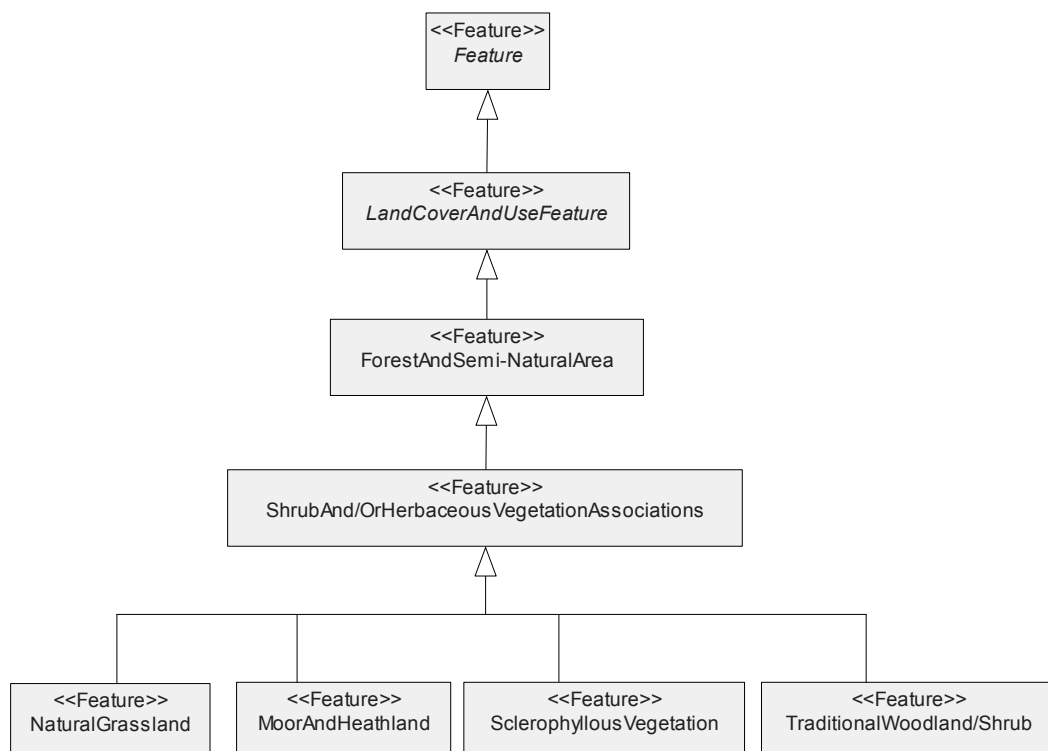 <<Feature>>
Feature
<<Feature>>
LandCoverAndUseFeature
<<Feature>>
ForestAndSemi-NaturalArea
<<Feature>>
ShrubAnd/OrHerbaceousVegetationAssociations
<<Feature>>
NaturalGrassland
<<Feature>>
MoorAndHeathland
<<Feature>>
SclerophyllousVegetation
<<Feature>>
TraditionalWoodland/Shrub